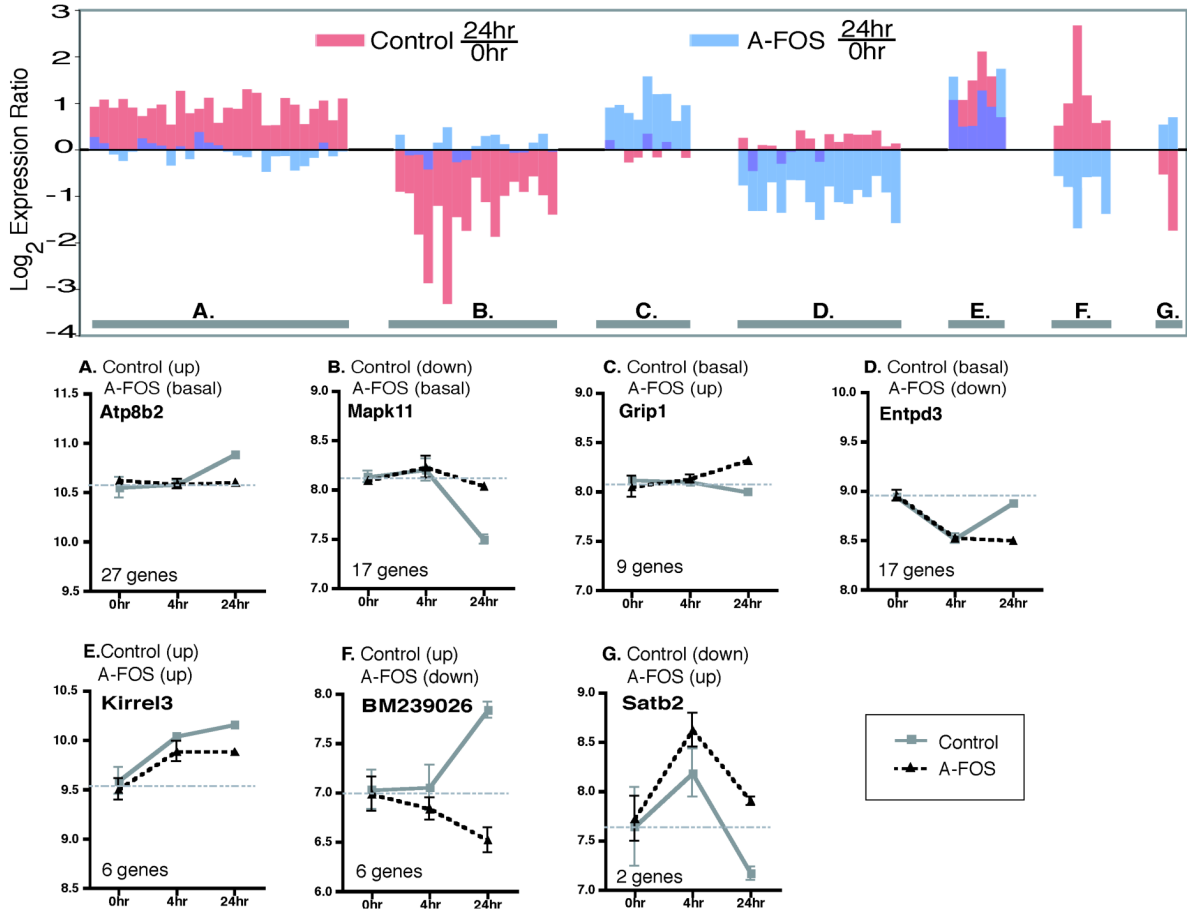 3
2
1
0
-1
-2
-3
-4
Log2 Expression Ratio
Control 24hr
0hr
A-FOS 24hr
0hr
A. B. C. D. E. F. G.
A. Control (up)
A-FOS (basal)
Atp8b2
11.5
11.0
10.5
10.0
9.5
27 genes
0hr 4hr 24hr
B. Control (down)
A-FOS (basal)
Mapk11
9.0
8.5
8.0
7.5
7.0
17 genes
0hr 4hr 24hr
C. Control (basal)
A-FOS (up)
Grip1
9.0
8.5
8.0
7.5
7.0
9 genes
0hr 4hr 24hr
D. Control (basal)
A-FOS (down)
Entpd3
10.0
9.5
9.0
8.5
8.0
17 genes
0hr 4hr 24hr
E.Control (up)
A-FOS (up)
Kirrel3
10.5
10.0
9.5
9.0
8.5
6 genes
0hr 4hr 24hr
F. Control (up)
A-FOS (down)
BM239026
8.0
7.5
7.0
6.5
6.0
6 genes
0hr 4hr 24hr
G. Control (down)
A-FOS (up)
Satb2
9.0
8.5
8.0
7.5
7.0
2 genes
0hr 4hr 24hr
Control
A-FOS